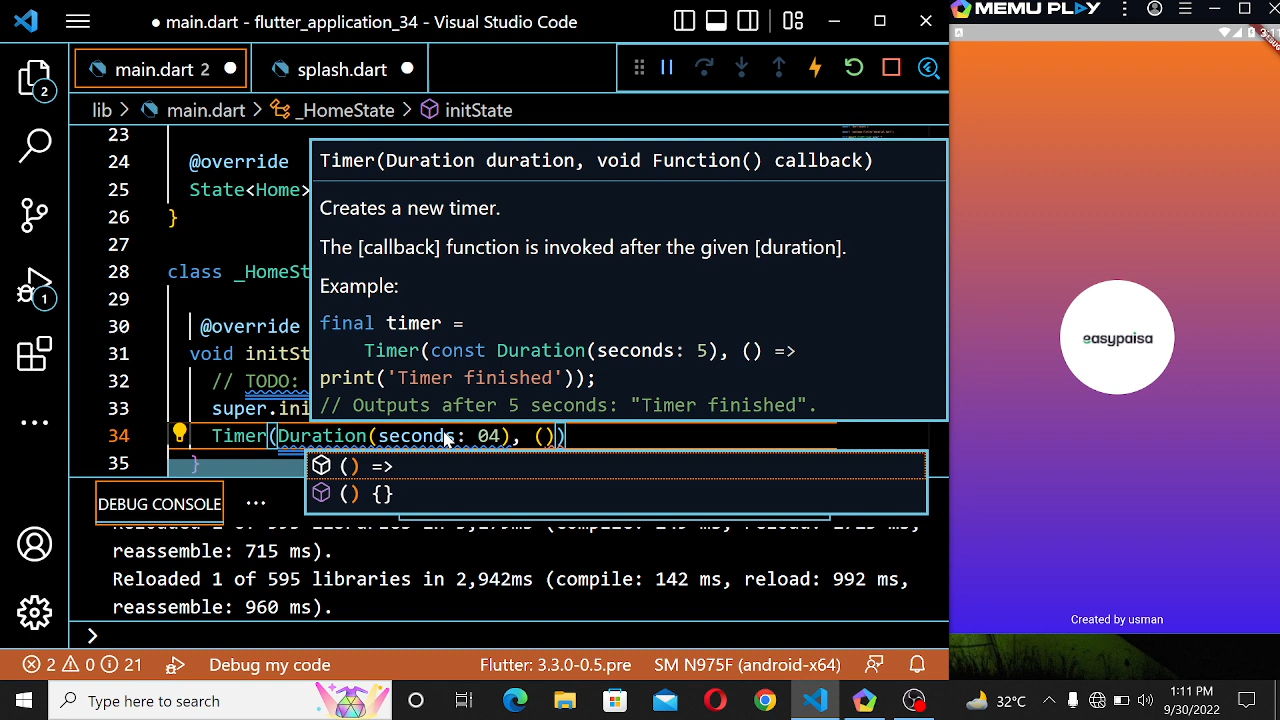 ● main.dart - flutter_application_34 - Visual Studio Code
MEMU PLAY
main.dart 2 ●
splash.dart ●
A
lib > main.dart > _HomeState > initState
23
24 @override
25 State<Home>
26 }
27
28 class _HomeSt
29
30 @override
31 void initSt
32 // TODO:
33 super.ini
34 Timer(Duration(seconds: 04), ())
35 }
Timer(Duration duration, void Function() callback)
Creates a new timer.
The [callback] function is invoked after the given [duration].
Example:
final timer =
Timer(const Duration(seconds: 5), () =>
print('Timer finished'));
// Outputs after 5 seconds: "Timer finished".
() =>
() {}
2
1
DEBUG CONSOLE ...
reassemble: 715 ms).
Reloaded 1 of 595 libraries in 2,942ms (compile: 142 ms, reload: 992 ms,
reassemble: 960 ms).
>
2 0 21 Debug my code Flutter: 3.3.0-0.5.pre SM N975F (android-x64)
easypaisa
Created by usman
Type here to search
32°C
1:11 PM
9/30/2022